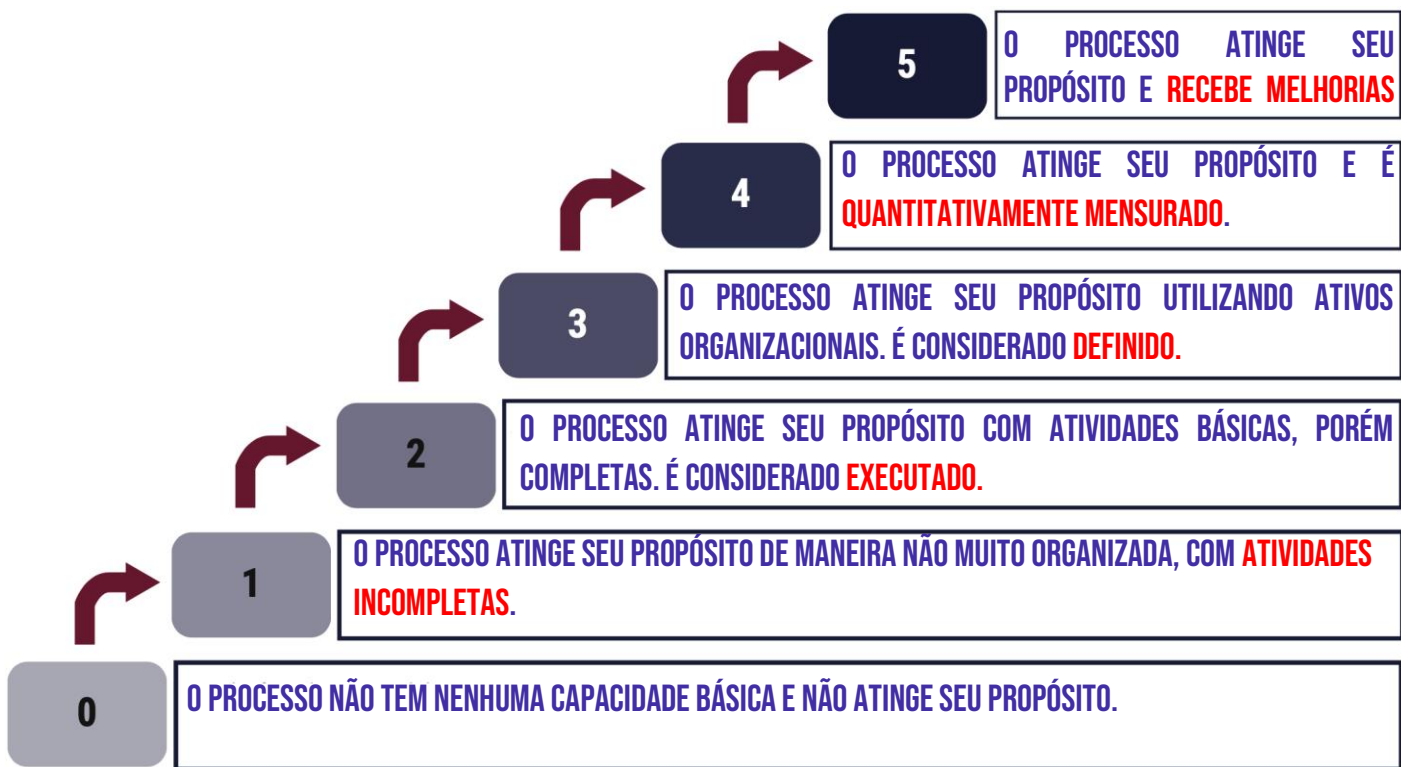 5
O PROCESSO ATINGE SEU
PROPÓSITO E RECEBE MELHORIAS
4
O PROCESSO ATINGE SEU PROPÓSITO E É
QUANTITATIVAMENTE MENSURADO.
3
O PROCESSO ATINGE SEU PROPÓSITO UTILIZANDO ATIVOS
ORGANIZACIONAIS. É CONSIDERADO DEFINIDO.
2
O PROCESSO ATINGE SEU PROPÓSITO COM ATIVIDADES BÁSICAS, PORÉM
COMPLETAS. É CONSIDERADO EXECUTADO.
1
O PROCESSO ATINGE SEU PROPÓSITO DE MANEIRA NÃO MUITO ORGANIZADA, COM ATIVIDADES
INCOMPLETAS.
0
O PROCESSO NÃO TEM NENHUMA CAPACIDADE BÁSICA E NÃO ATINGE SEU PROPÓSITO.